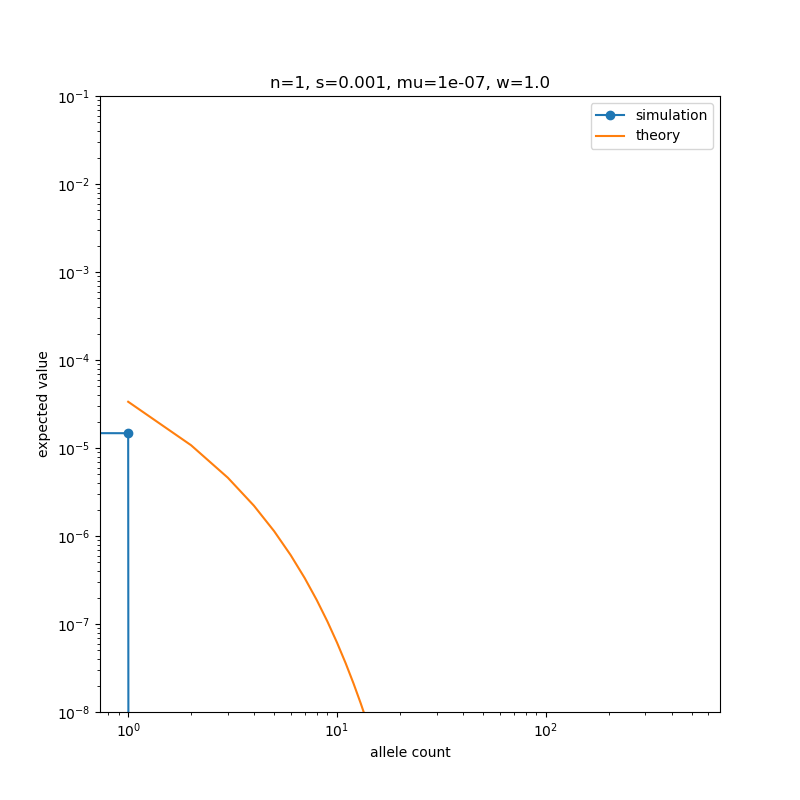 n=1, s=0.001, mu=1e-07, w=1.0
simulation
theory
expected value
10⁻¹
10⁻²
10⁻³
10⁻⁴
10⁻⁵
10⁻⁶
10⁻⁷
10⁻⁸
10⁰ 10¹ 10²
allele count